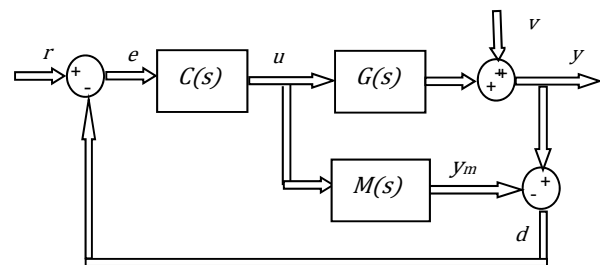 v
r
e
u
y
+
-
C(s)
G(s)
+
+
M(s)
yₘ
+
-
d